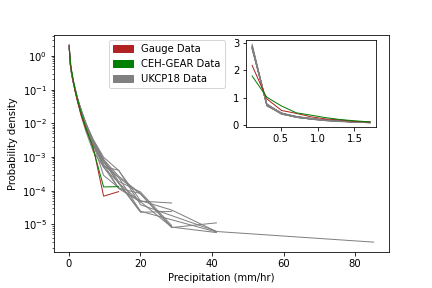 Gauge Data
CEH-GEAR Data
UKCP18 Data
3
2
1
0
0.5 1.0 1.5
10⁰
10⁻¹
10⁻²
10⁻³
10⁻⁴
10⁻⁵
Probability density
0 20 40 60 80
Precipitation (mm/hr)